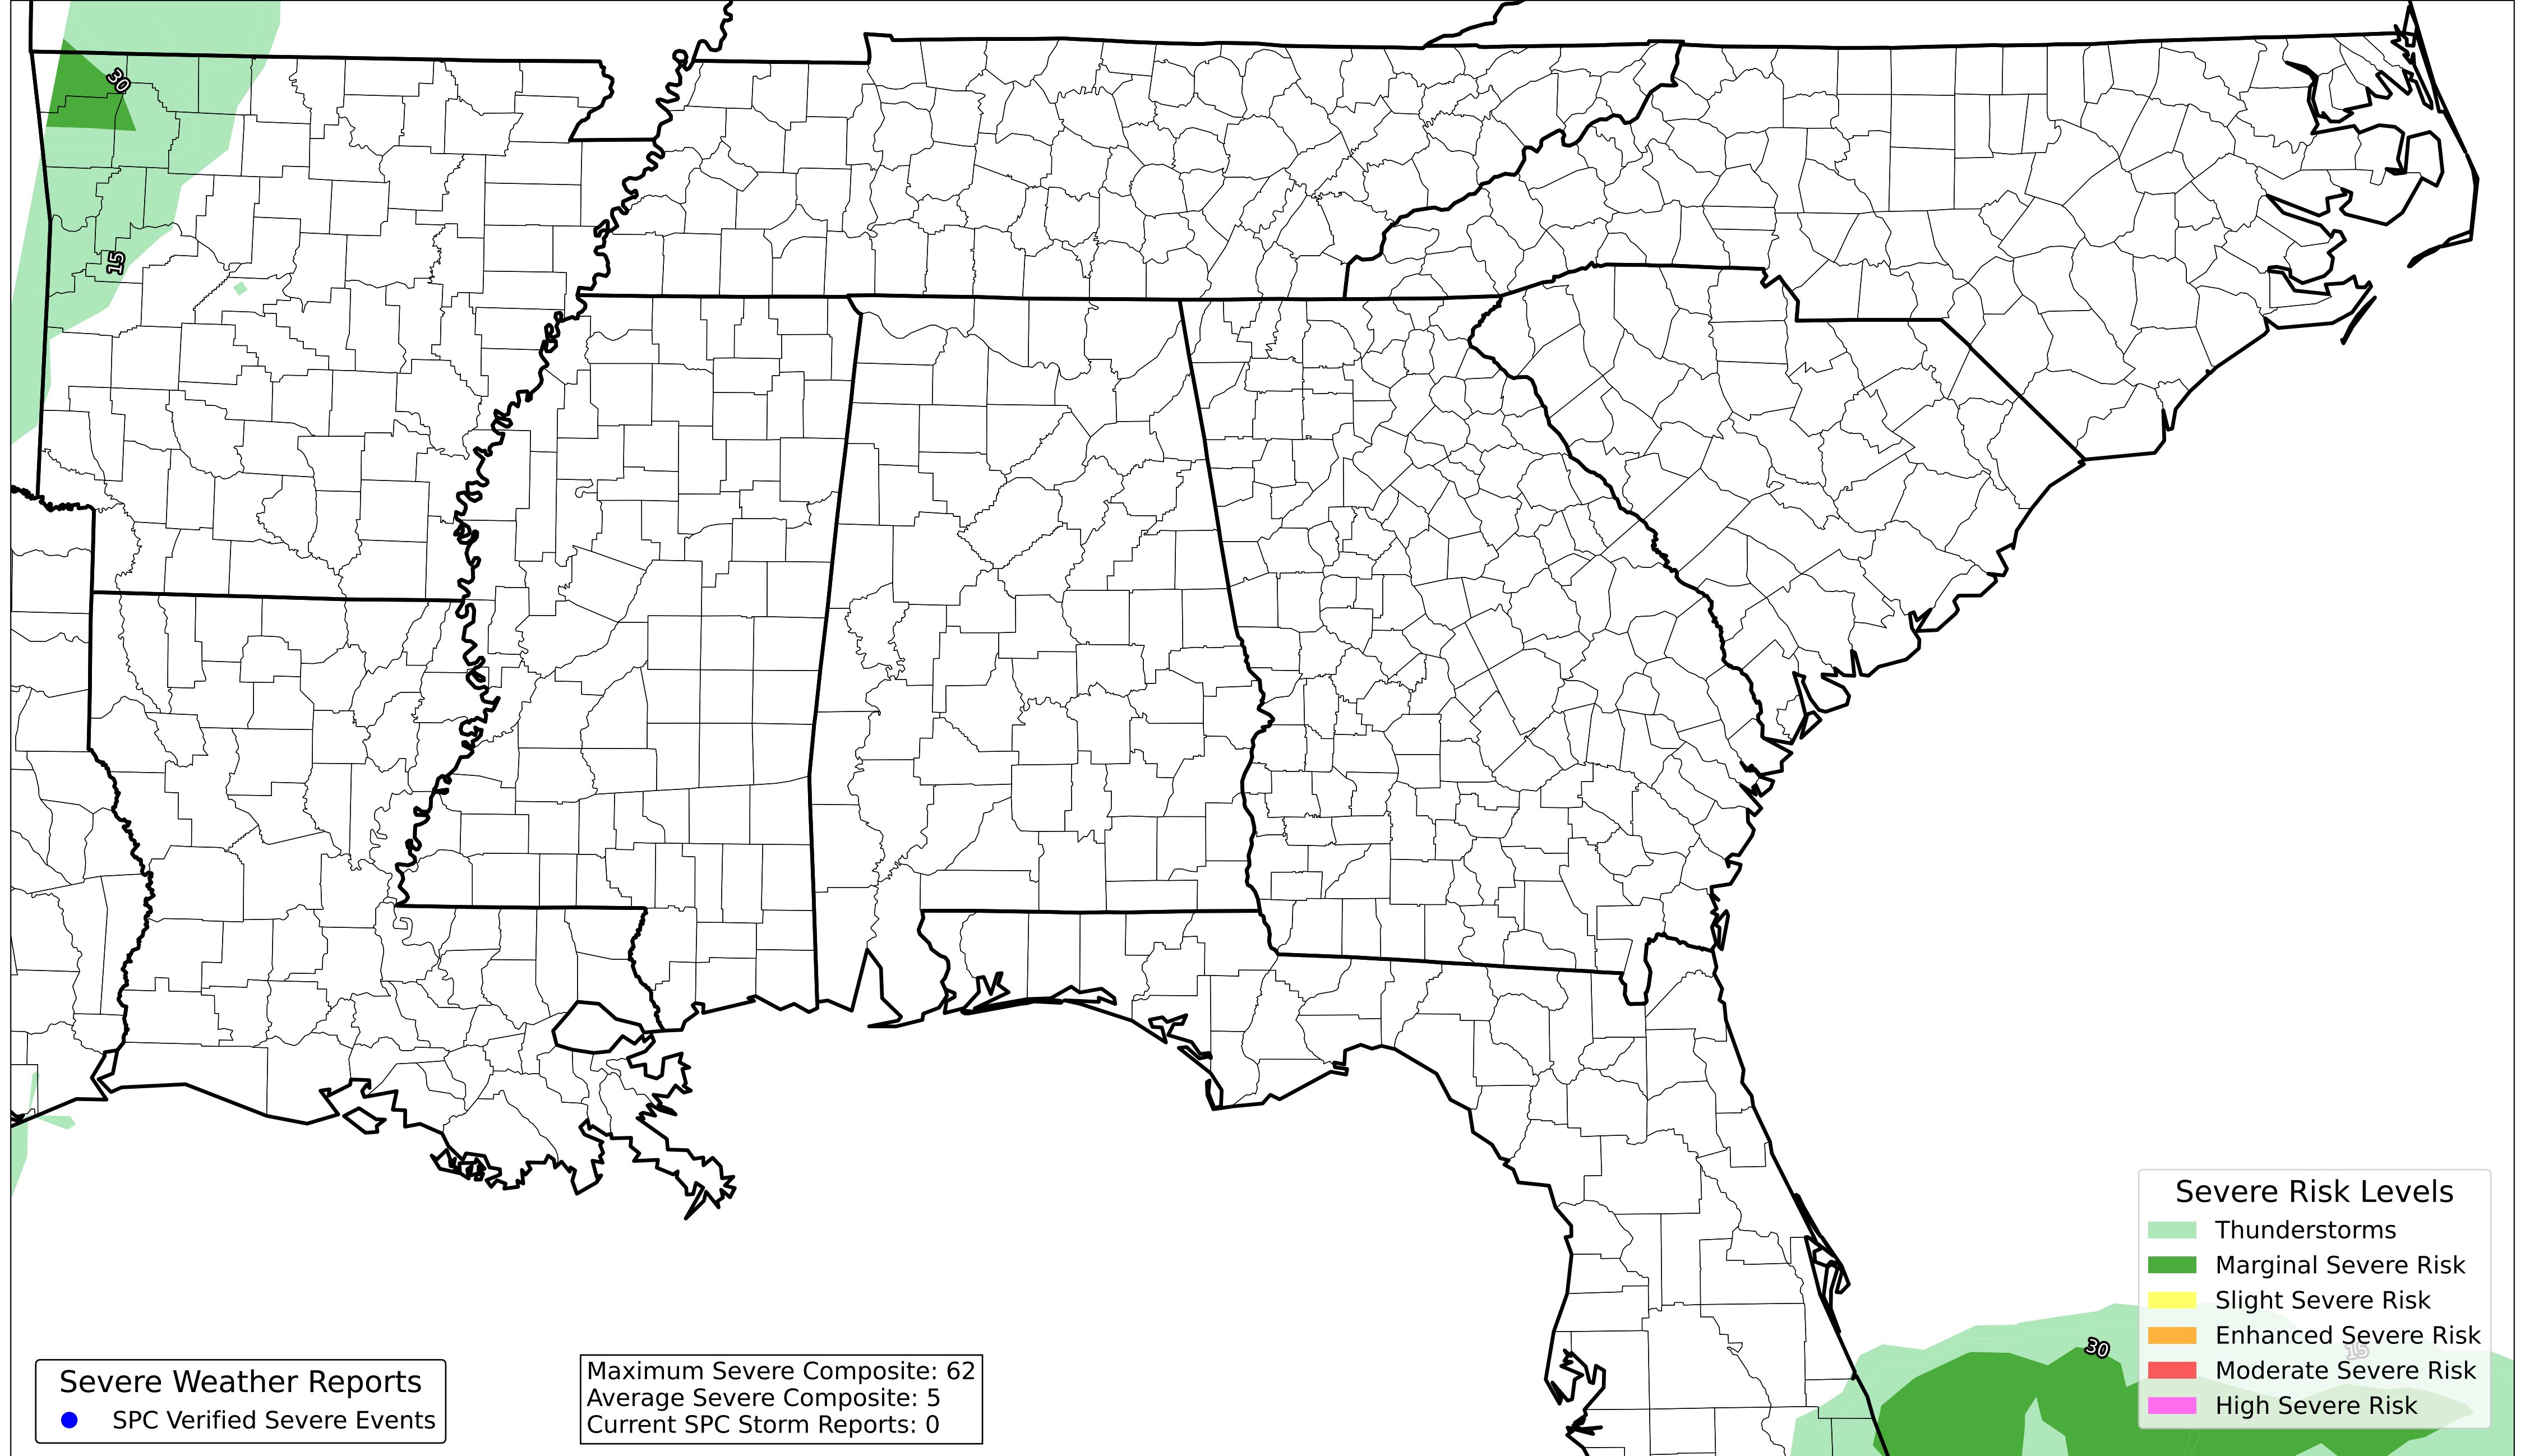 30
15
Severe Risk Levels
Thunderstorms
Marginal Severe Risk
Slight Severe Risk
Enhanced Severe Risk
Moderate Severe Risk
High Severe Risk
30
15
Severe Weather Reports
SPC Verified Severe Events
Maximum Severe Composite: 62
Average Severe Composite: 5
Current SPC Storm Reports: 0